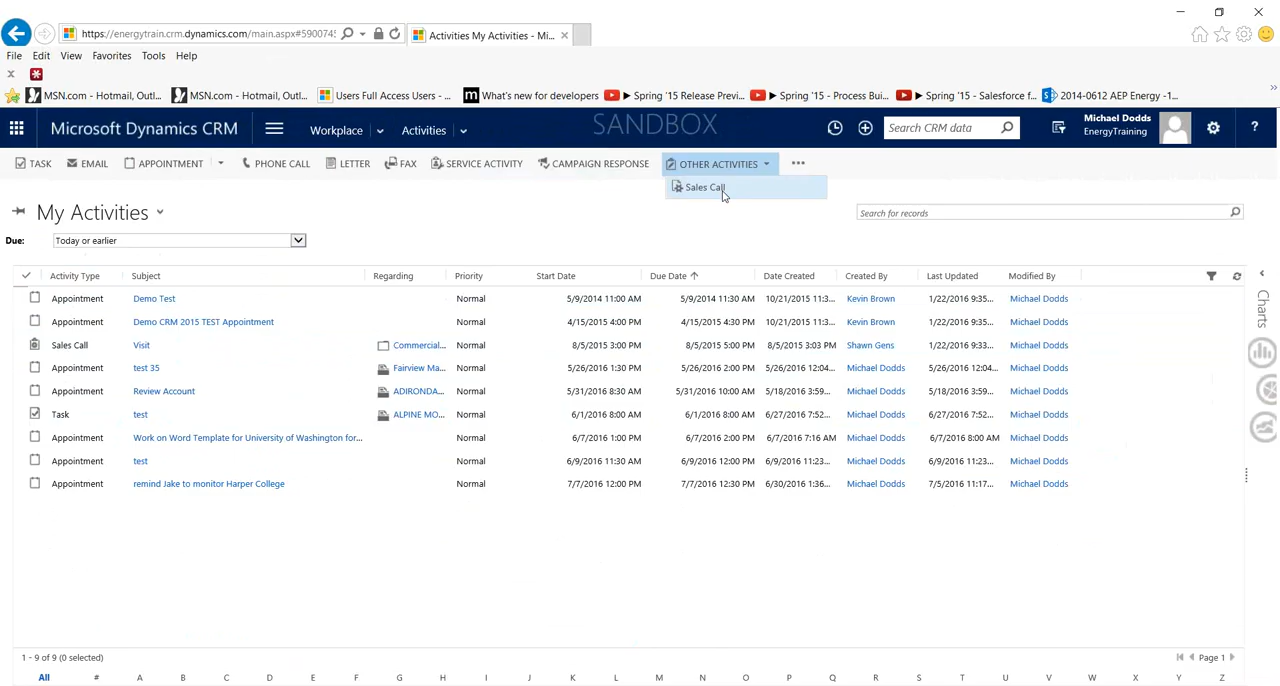 https://energytrain.crm.dynamics.com/main.aspx#5900745 Activities My Activities - Mi...
File Edit View Favorites Tools Help
x
MSN.com - Hotmail, Outl... MSN.com - Hotmail, Outl... Users Full Access Users - ... m What's new for developers ▶ Spring '15 Release Previ... ▶ Spring '15 - Process Bui... ▶ Spring '15 - Salesforce f... 2014-0612 AEP Energy -1... »
Microsoft Dynamics CRM Workplace Activities SANDBOX Search CRM data Michael Dodds ?
EnergyTraining
TASK EMAIL APPOINTMENT PHONE CALL LETTER FAX SERVICE ACTIVITY CAMPAIGN RESPONSE OTHER ACTIVITIES ...
Sales Call
My Activities Search for records
Due: Today or earlier
Activity Type Subject Regarding Priority Start Date Due Date ↑ Date Created Created By Last Updated Modified By
Appointment Demo Test Normal 5/9/2014 11:00 AM 5/9/2014 11:30 AM 10/21/2015 11:3... Kevin Brown 1/22/2016 9:35... Michael Dodds
Appointment Demo CRM 2015 TEST Appointment Normal 4/15/2015 4:00 PM 4/15/2015 4:30 PM 10/21/2015 11:3... Kevin Brown 1/22/2016 9:35... Michael Dodds
Sales Call Visit Commercial... Normal 8/5/2015 3:00 PM 8/5/2015 5:00 PM 8/5/2015 3:03 PM Shawn Gens 1/22/2016 9:33... Michael Dodds
Appointment test 35 Fairview Ma... Normal 5/26/2016 1:30 PM 5/26/2016 2:00 PM 5/26/2016 12:04... Michael Dodds 5/26/2016 12:04... Michael Dodds
Appointment Review Account ADIRONDA... Normal 5/31/2016 8:30 AM 5/31/2016 10:00 AM 5/18/2016 3:59... Michael Dodds 5/18/2016 3:59... Michael Dodds
Task test ALPINE MO... Normal 6/1/2016 8:00 AM 6/1/2016 8:00 AM 6/27/2016 7:52... Michael Dodds 6/27/2016 7:52... Michael Dodds
Appointment Work on Word Template for University of Washington for... Normal 6/7/2016 1:00 PM 6/7/2016 2:00 PM 6/7/2016 7:16 AM Michael Dodds 6/7/2016 8:00 AM Michael Dodds
Appointment test Normal 6/9/2016 11:30 AM 6/9/2016 12:00 PM 6/9/2016 11:23... Michael Dodds 6/9/2016 11:23... Michael Dodds
Appointment remind Jake to monitor Harper College Normal 7/7/2016 12:00 PM 7/7/2016 12:30 PM 6/30/2016 1:36... Michael Dodds 7/5/2016 11:17... Michael Dodds
Charts
1 - 9 of 9 (0 selected) Page 1
All # A B C D E F G H I J K L M N O P Q R S T U V W X Y Z